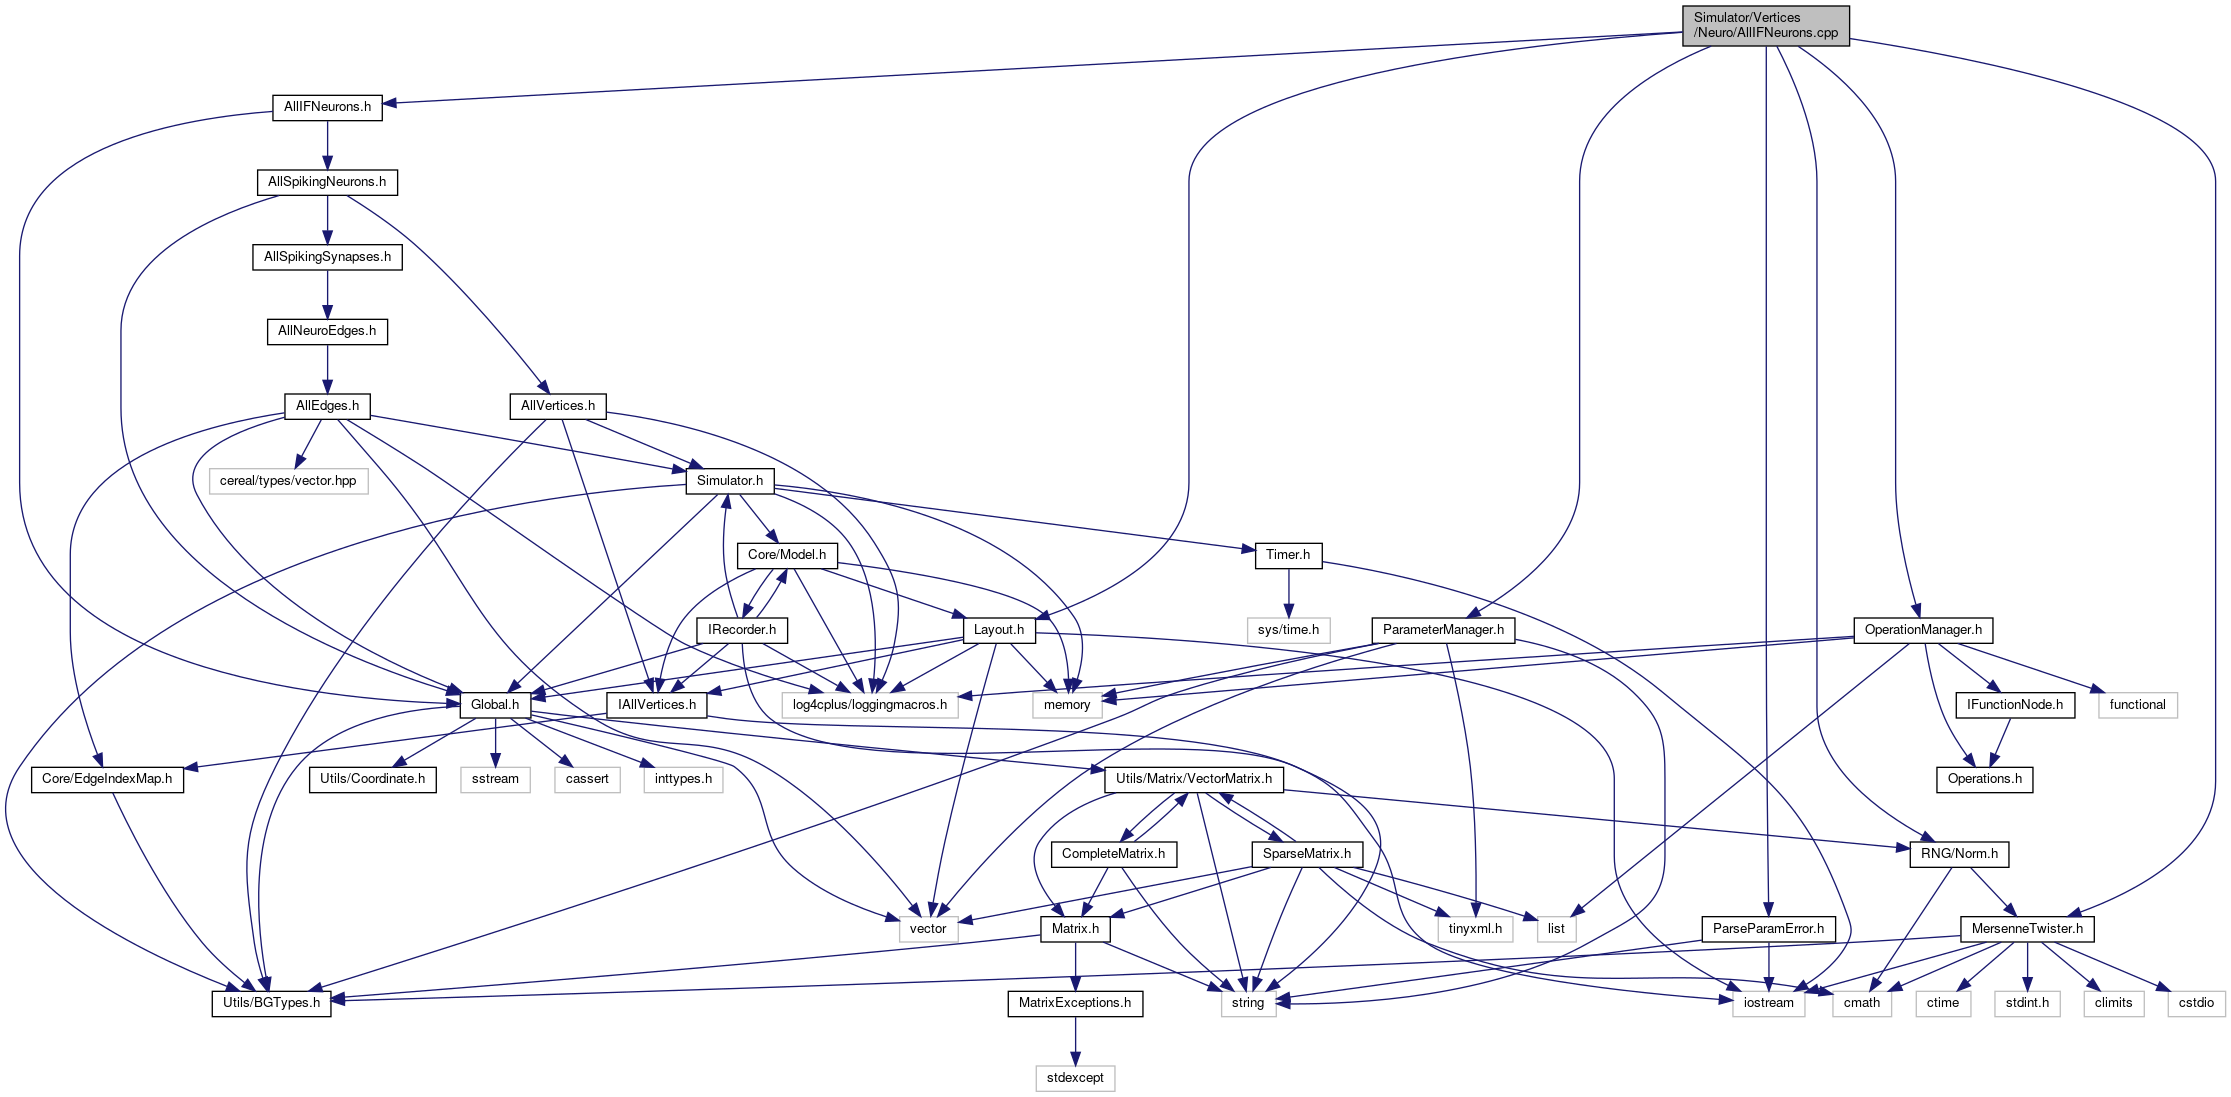 Simulator/Vertices
/Neuro/AllIFNeurons.cpp
AllIFNeurons.h
AllSpikingNeurons.h
AllSpikingSynapses.h
AllNeuroEdges.h
AllEdges.h
AllVertices.h
cereal/types/vector.hpp
Simulator.h
Core/Model.h
Timer.h
IRecorder.h
Layout.h
sys/time.h
ParameterManager.h
OperationManager.h
Global.h
IAllVertices.h
log4cplus/loggingmacros.h
memory
IFunctionNode.h
functional
Core/EdgeIndexMap.h
Utils/Coordinate.h
sstream
cassert
inttypes.h
Utils/Matrix/VectorMatrix.h
Operations.h
CompleteMatrix.h
SparseMatrix.h
RNG/Norm.h
vector
Matrix.h
tinyxml.h
list
ParseParamError.h
MersenneTwister.h
Utils/BGTypes.h
MatrixExceptions.h
string
iostream
cmath
ctime
stdint.h
climits
cstdio
stdexcept